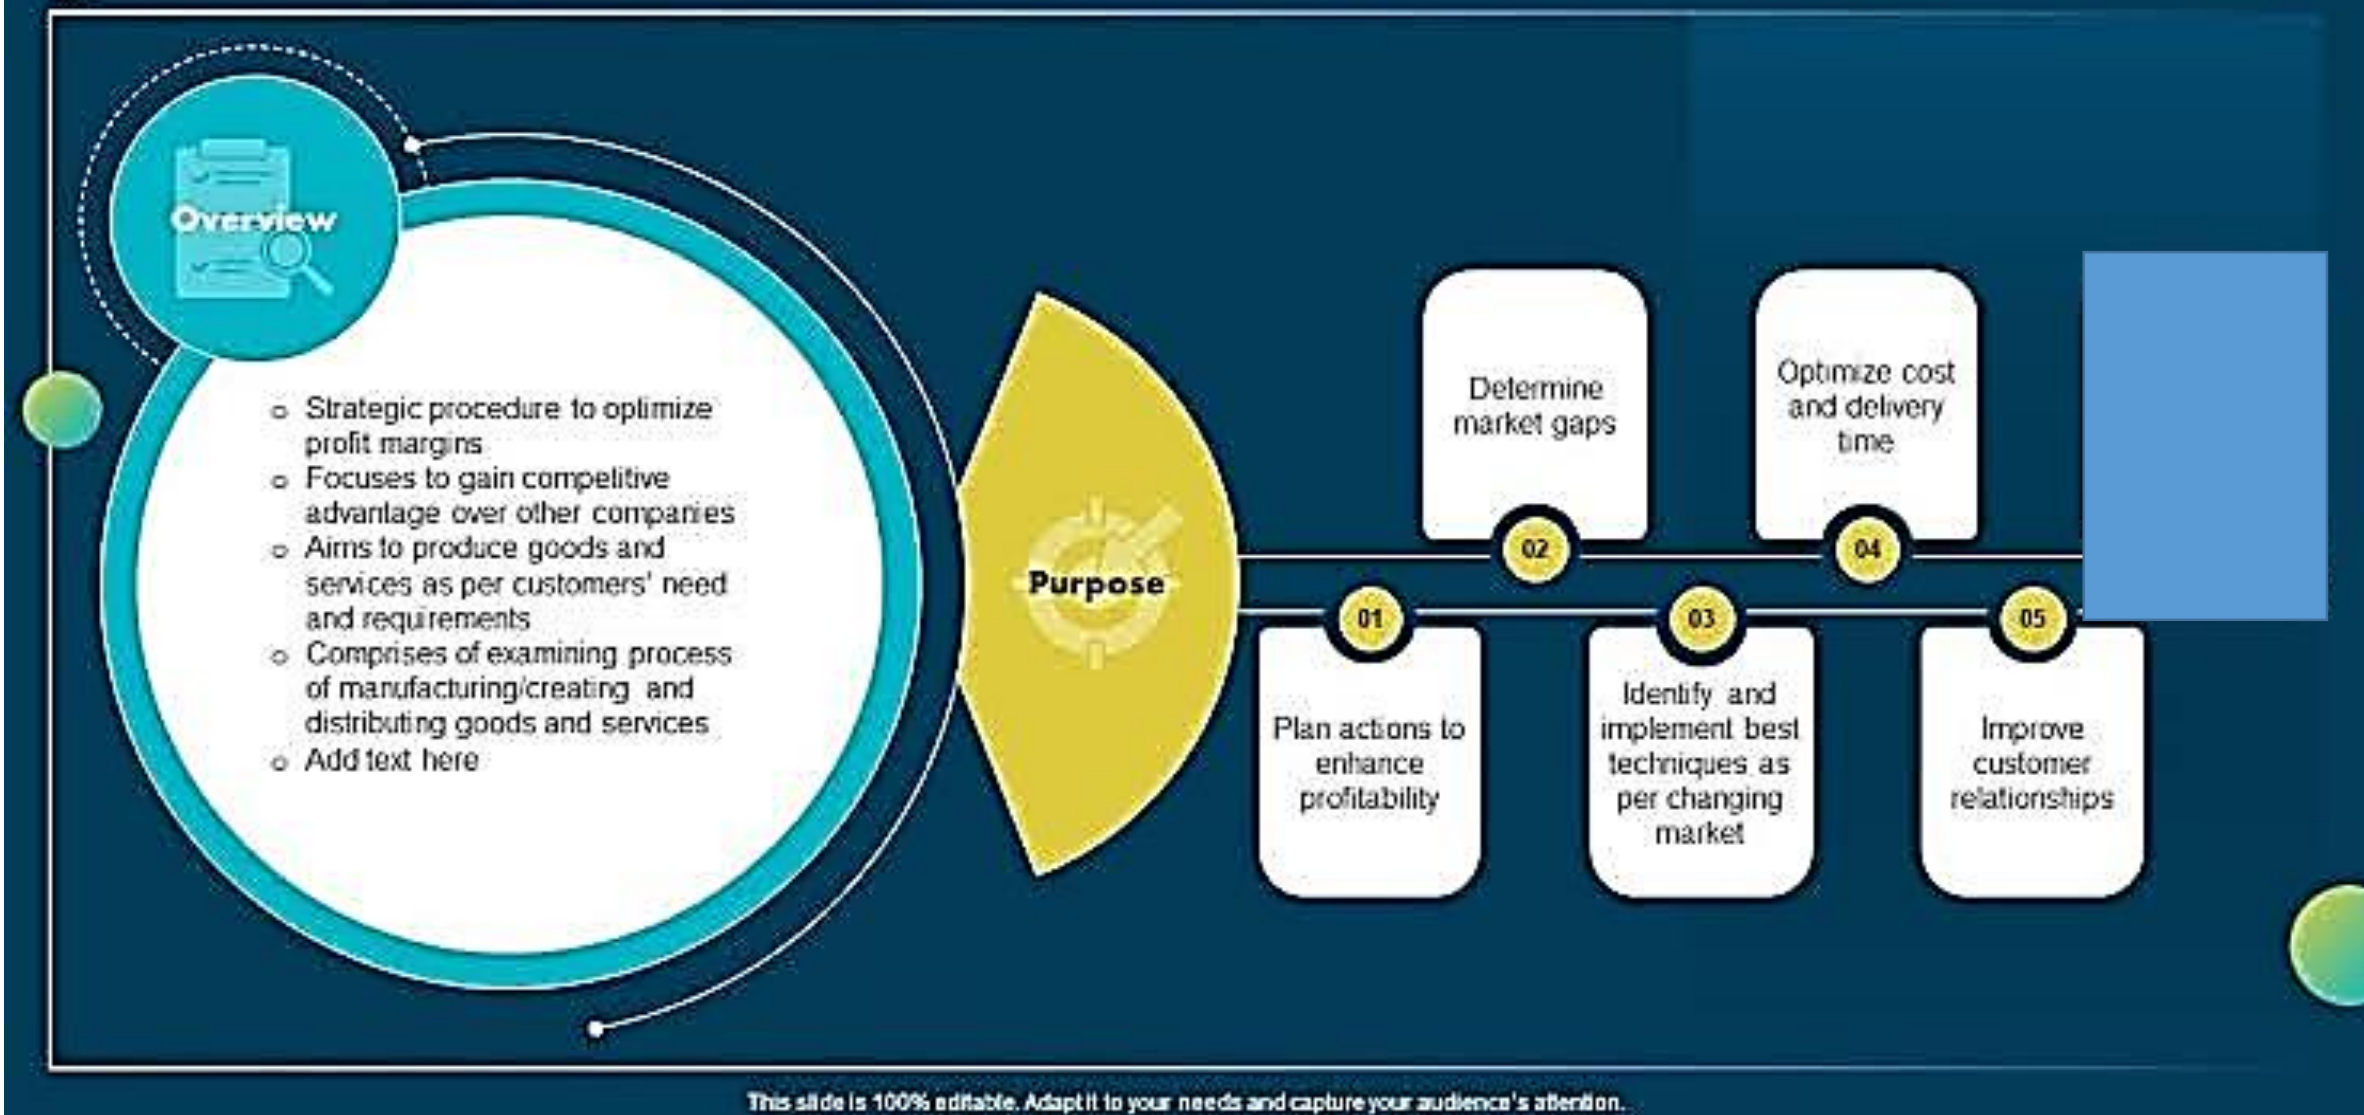 Overview
o Strategic procedure to optimize
profit margins
o Focuses to gain competitive
advantage over other companies
o Aims to produce goods and
services as per customers' need
and requirements
o Comprises of examining process
of manufacturing/creating and
distributing goods and services
o Add text here
Purpose
01
Plan actions to
enhance
profitability
02
Determine
market gaps
03
Identify and
implement best
techniques as
per changing
market
04
Optimize cost
and delivery
time
05
Improve
customer
relationships
This slide is 100% editable. Adapt it to your needs and capture your audience's attention.